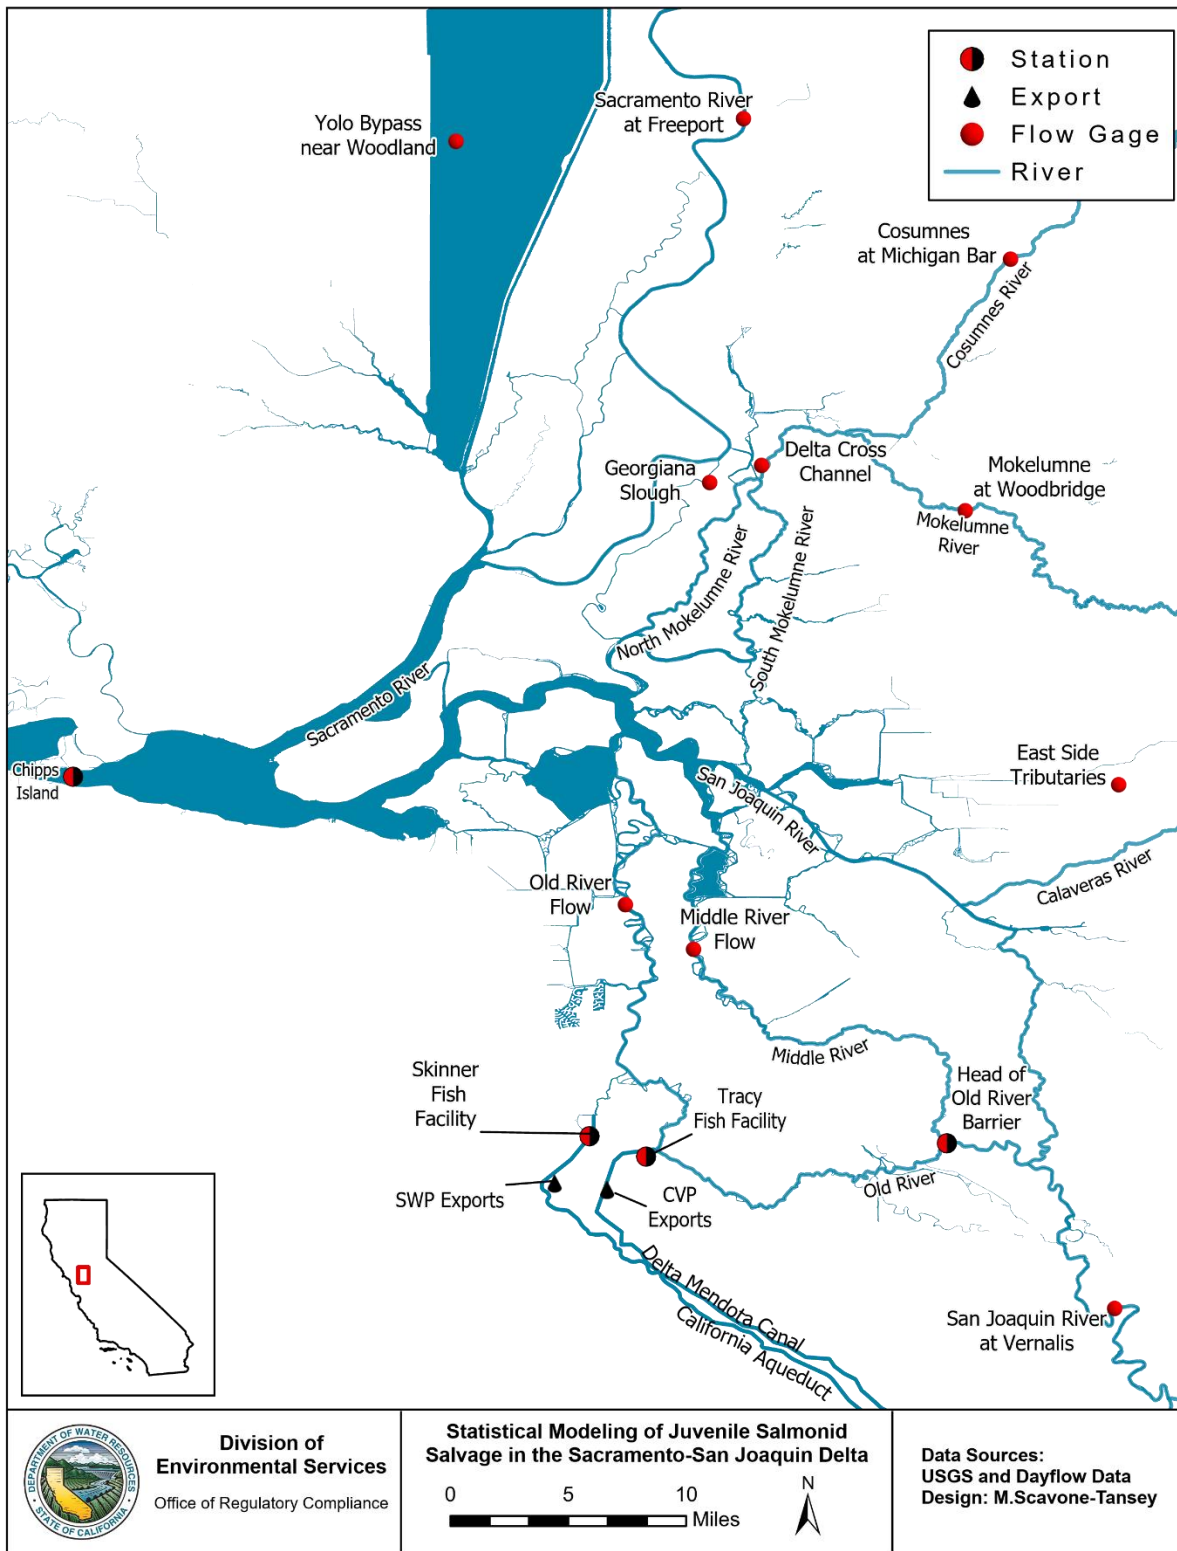 Station
Export
Flow Gage
River
Sacramento River
at Freeport
Yolo Bypass
near Woodland
Cosumnes
at Michigan Bar
Cosumnes River
Delta Cross
Channel
Georgiana
Slough
Mokelumne
at Woodbridge
Mokelumne
River
North Mokelumne River
South Mokelumne River
Sacramento River
Chipps
Island
San Joaquin River
East Side
Tributaries
Calaveras River
Old River
Flow
Middle River
Flow
Middle River
Skinner
Fish
Facility
Tracy
Fish Facility
Head of
Old River
Barrier
Old River
SWP Exports
CVP
Exports
Delta Mendota Canal
California Aqueduct
San Joaquin River
at Vernalis
DEPARTMENT OF WATER RESOURCES
STATE OF CALIFORNIA
Division of
Environmental Services
Office of Regulatory Compliance
Statistical Modeling of Juvenile Salmonid
Salvage in the Sacramento-San Joaquin Delta
0 5 10
Miles
N
Data Sources:
USGS and Dayflow Data
Design: M.Scavone-Tansey